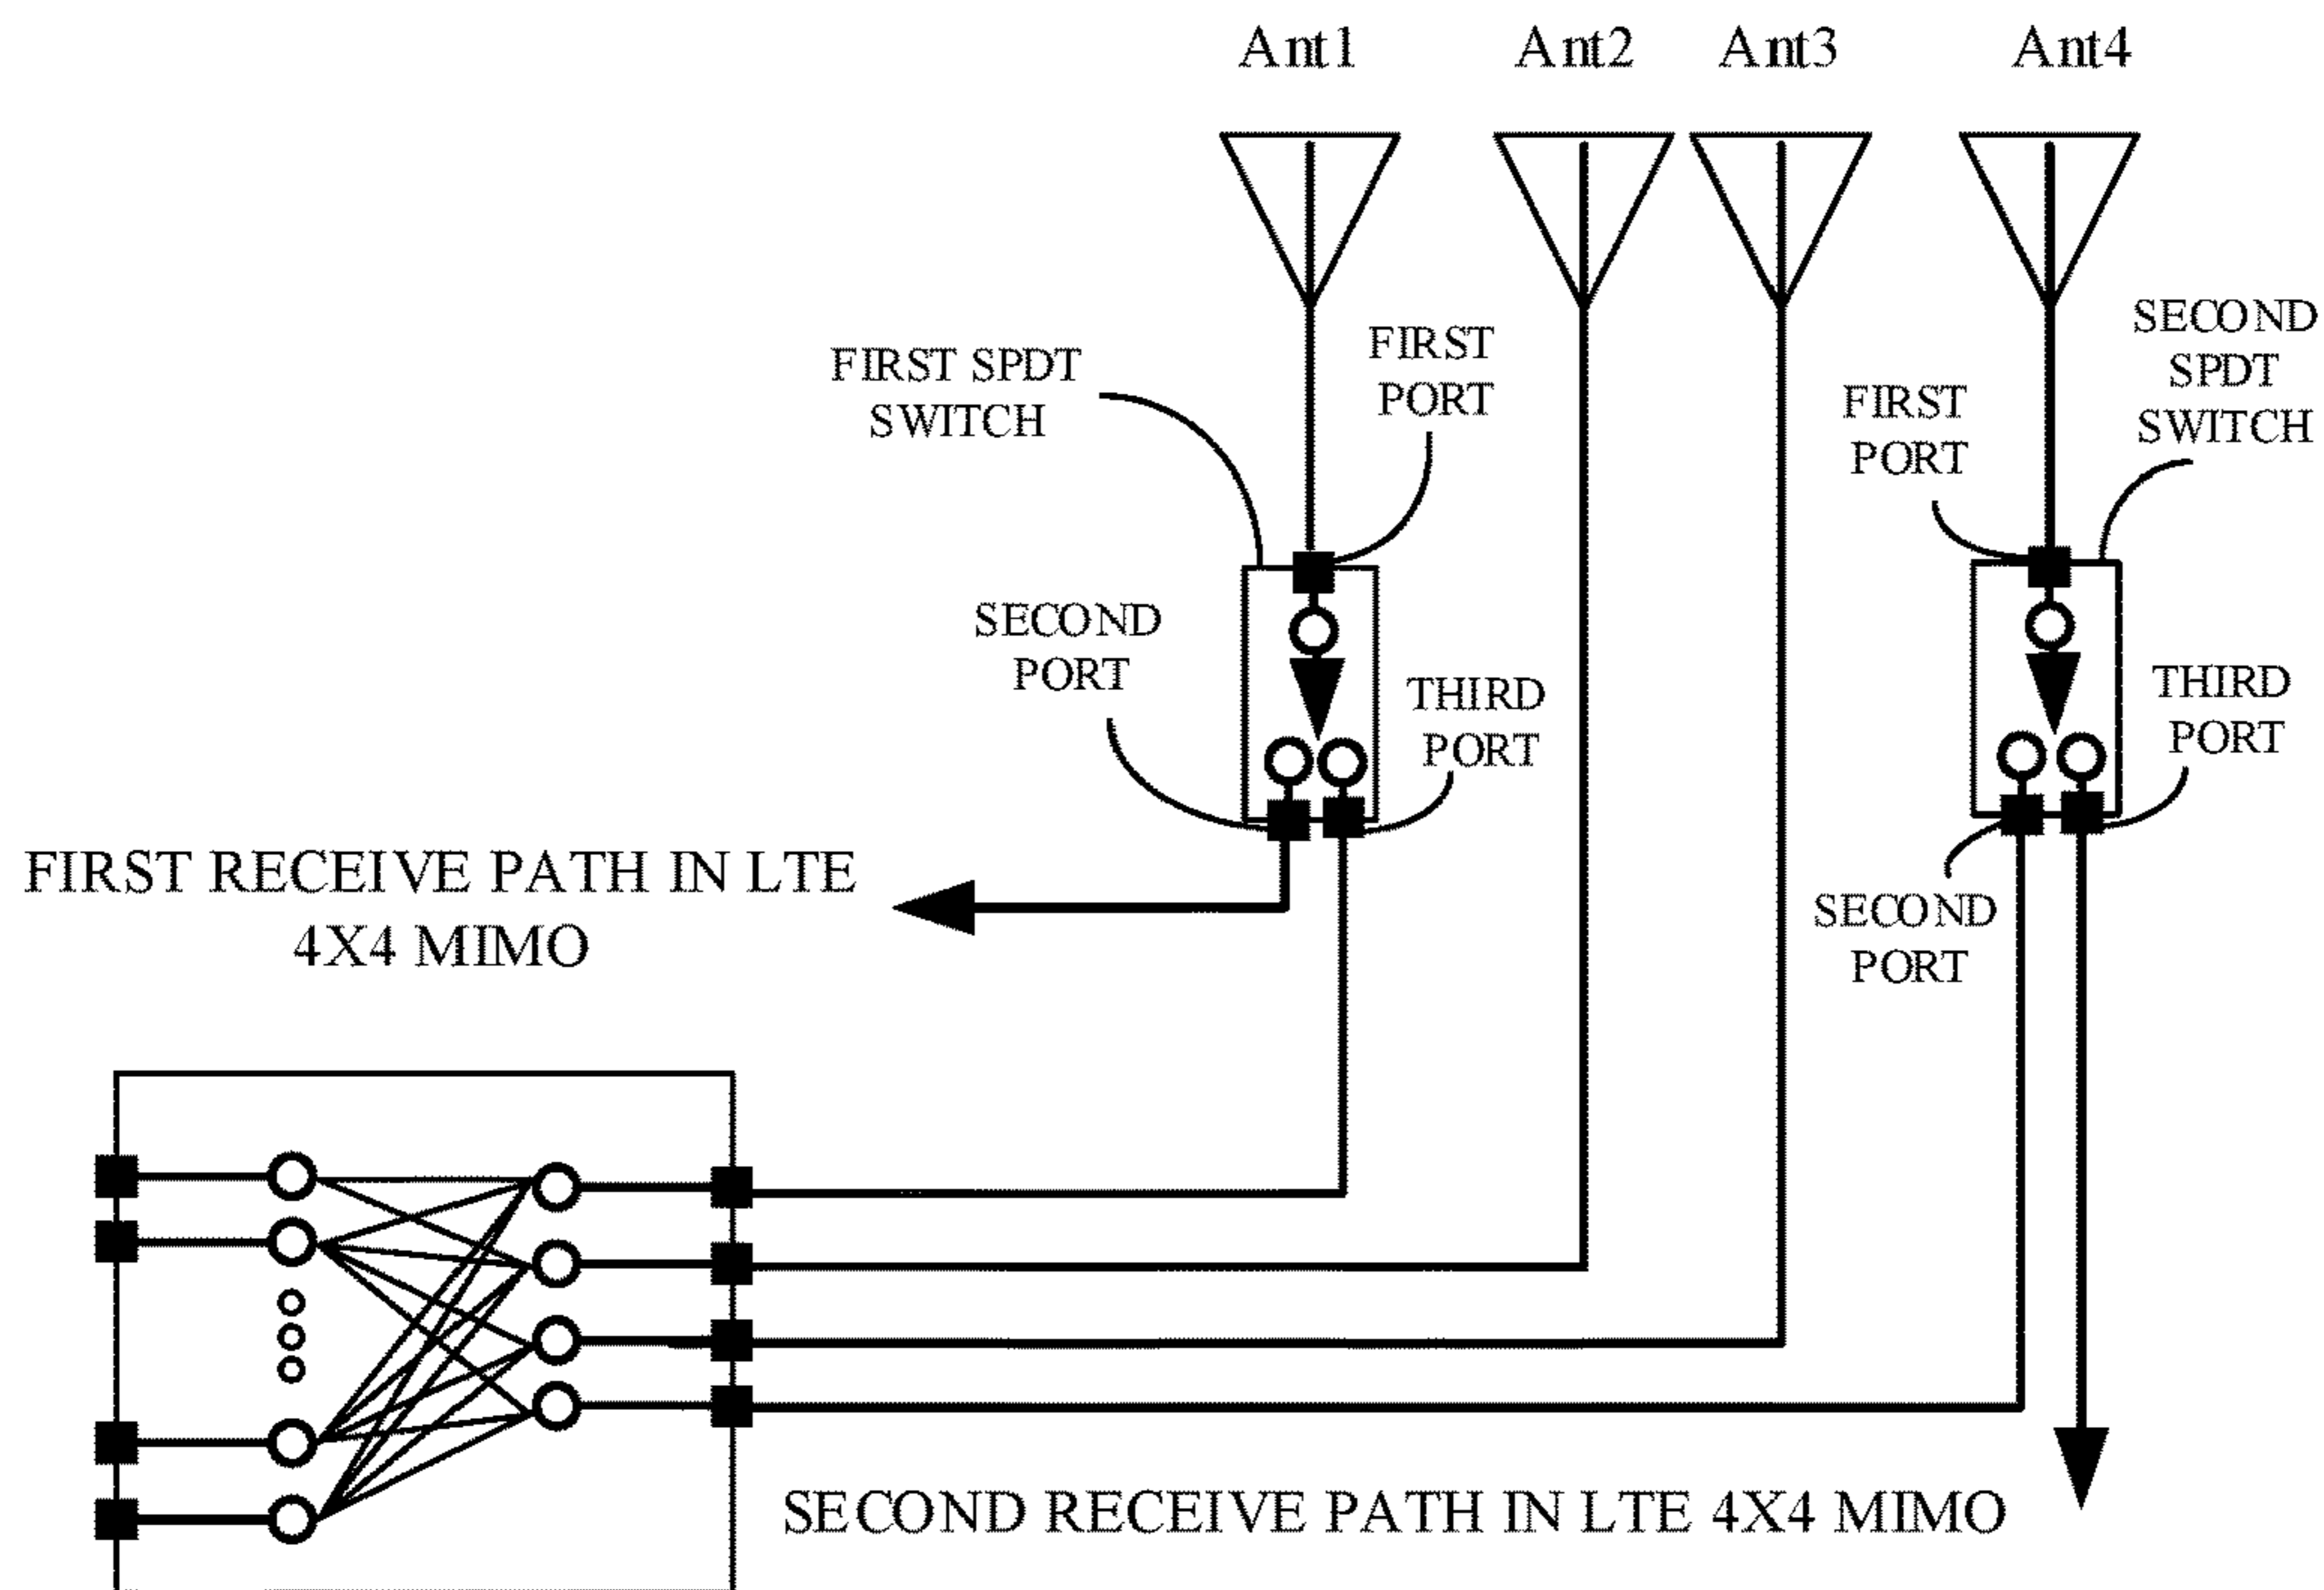 Ant1 Ant2 Ant3 Ant4
FIRST SPDT
SWITCH
FIRST
PORT
FIRST
PORT
SECOND
SPDT
SWITCH
SECOND
PORT
THIRD
PORT
THIRD
PORT
FIRST RECEIVE PATH IN LTE
4X4 MIMO
SECOND
PORT
SECOND RECEIVE PATH IN LTE 4X4 MIMO